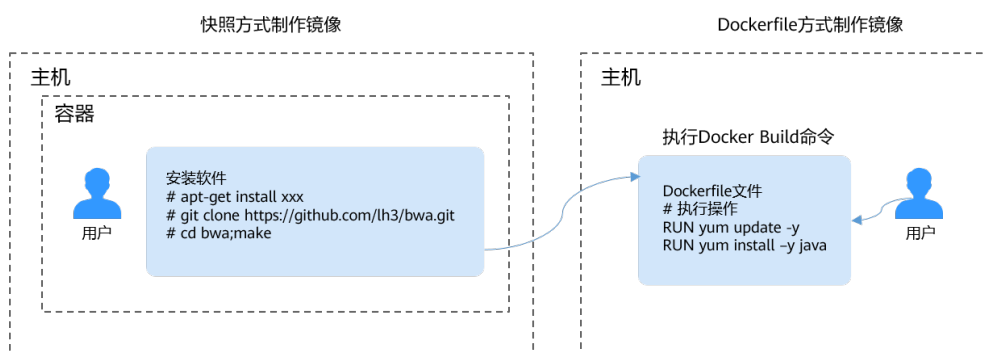 快照方式制作镜像
主机
容器
用户
安装软件
# apt-get install xxx
# git clone https://github.com/lh3/bwa.git
# cd bwa;make
Dockerfile方式制作镜像
主机
执行Docker Build命令
Dockerfile文件
# 执行操作
RUN yum update -y
RUN yum install –y java
用户